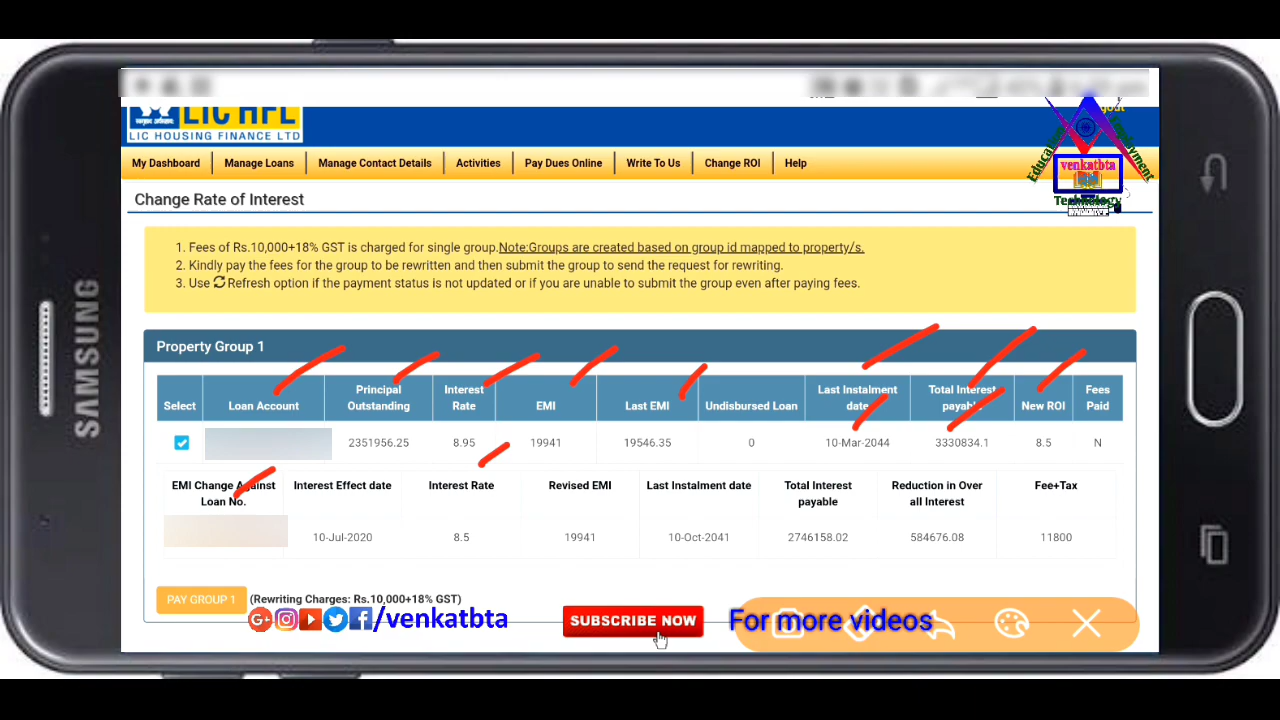 LIC HFL
LIC HOUSING FINANCE LTD
My Dashboard Manage Loans Manage Contact Details Activities Pay Dues Online Write To Us Change ROI Help
venkatbta
Technology
Change Rate of Interest
1. Fees of Rs.10,000+18% GST is charged for single group.Note:Groups are created based on group id mapped to property/s.
2. Kindly pay the fees for the group to be rewritten and then submit the group to send the request for rewriting.
3. Use Refresh option if the payment status is not updated or if you are unable to submit the group even after paying fees.
SAMSUNG
Property Group 1
Select Loan Account Principal Outstanding Interest Rate EMI Last EMI Undisbursed Loan Last Instalment date Total Interest payable New ROI Fees Paid
2351956.25 8.95 19941 19546.35 0 10-Mar-2044 3330834.1 8.5 N
EMI Change Against Loan No. Interest Effect date Interest Rate Revised EMI Last Instalment date Total Interest payable Reduction in Over all Interest Fee+Tax
10-Jul-2020 8.5 19941 10-Oct-2041 2746158.02 584676.08 11800
PAY GROUP 1 (Rewriting Charges: Rs.10,000+18% GST)
/venkatbta SUBSCRIBE NOW For more videos